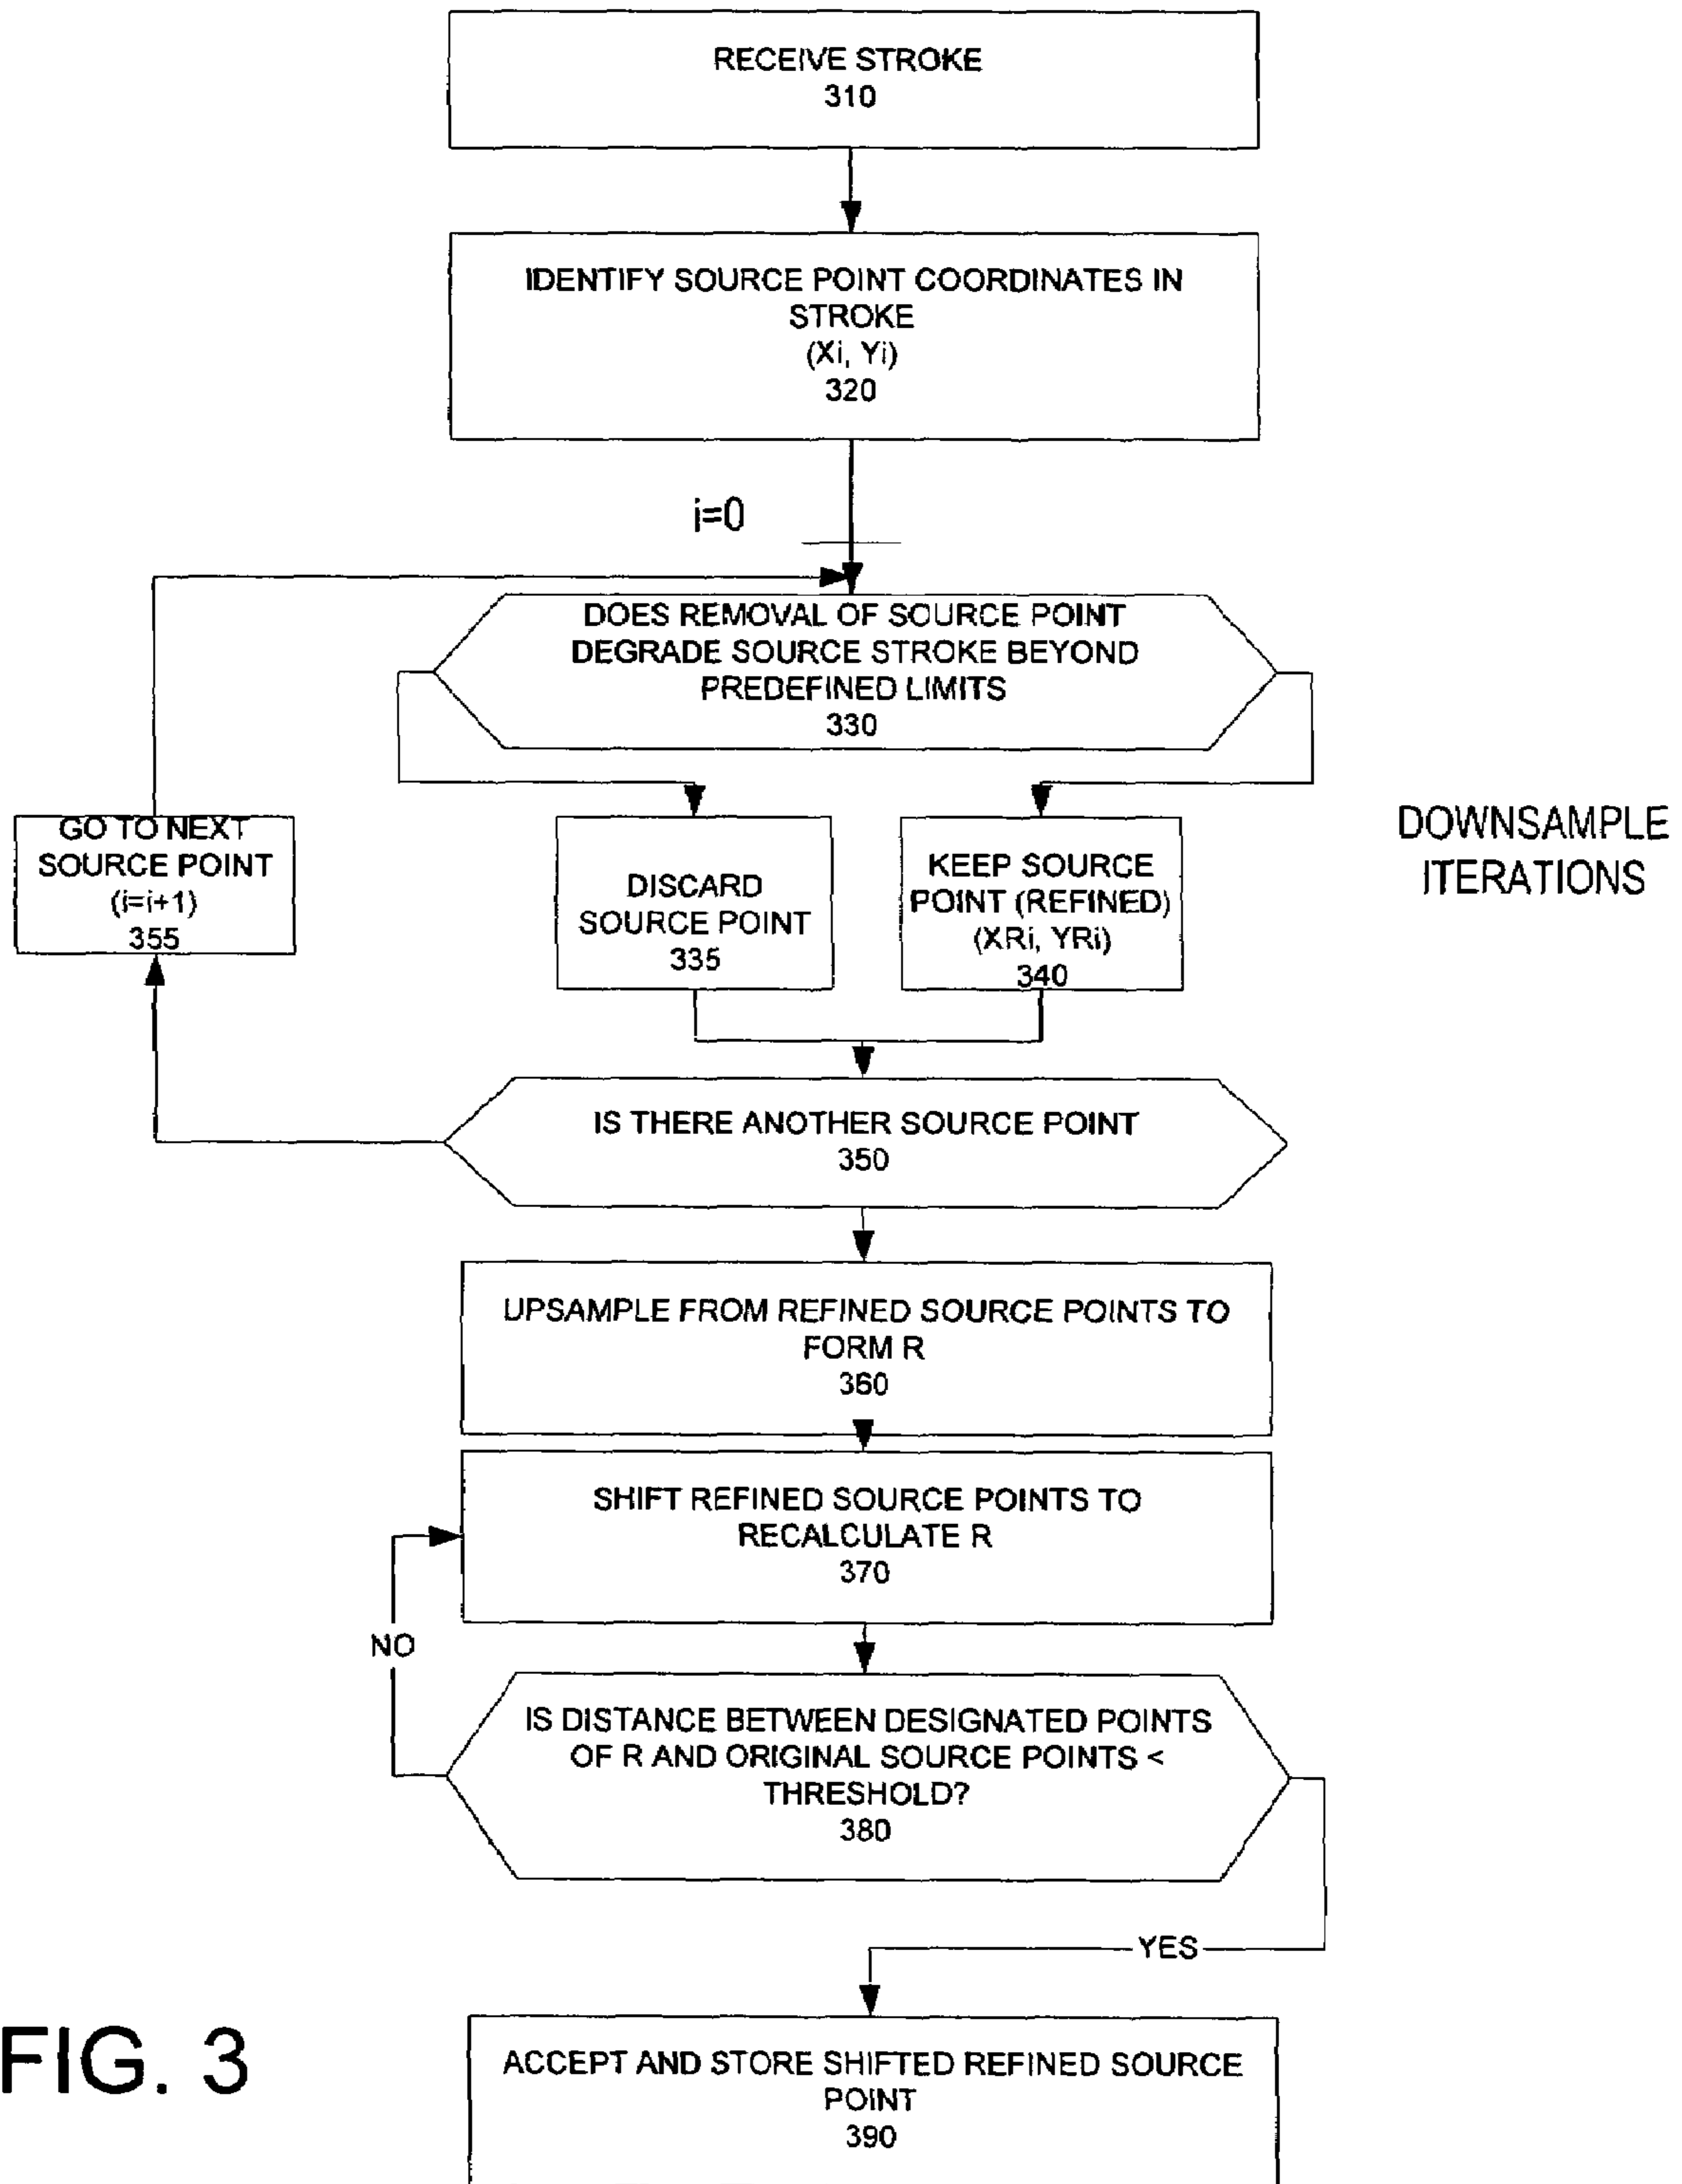 RECEIVE STROKE
310
IDENTIFY SOURCE POINT COORDINATES IN
STROKE
(Xi, Yi)
320
i=0
DOES REMOVAL OF SOURCE POINT
DEGRADE SOURCE STROKE BEYOND
PREDEFINED LIMITS
330
GO TO NEXT
SOURCE POINT
(i=i+1)
355
DISCARD
SOURCE POINT
335
KEEP SOURCE
POINT (REFINED)
(XRi, YRi)
340
DOWNSAMPLE
ITERATIONS
IS THERE ANOTHER SOURCE POINT
350
UPSAMPLE FROM REFINED SOURCE POINTS TO
FORM R
360
SHIFT REFINED SOURCE POINTS TO
RECALCULATE R
370
NO
IS DISTANCE BETWEEN DESIGNATED POINTS
OF R AND ORIGINAL SOURCE POINTS <
THRESHOLD?
380
YES
ACCEPT AND STORE SHIFTED REFINED SOURCE
POINT
390
FIG. 3